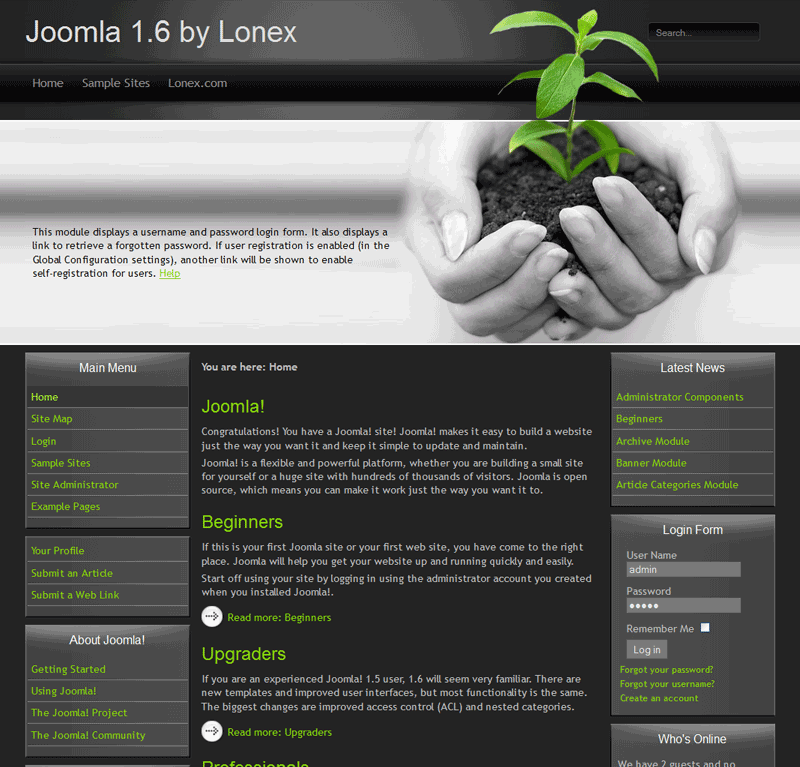 Joomla 1.6 by Lonex
Search...
Home
Sample Sites
Lonex.com
This module displays a username and password login form. It also displays a
link to retrieve a forgotten password. If user registration is enabled (in the
Global Configuration settings), another link will be shown to enable
self-registration for users. Help
Main Menu
Home
Site Map
Login
Sample Sites
Site Administrator
Example Pages
Your Profile
Submit an Article
Submit a Web Link
About Joomla!
Getting Started
Using Joomla!
The Joomla! Project
The Joomla! Community
You are here: Home
Joomla!
Congratulations! You have a Joomla! site! Joomla! makes it easy to build a website
just the way you want it and keep it simple to update and maintain.
Joomla! is a flexible and powerful platform, whether you are building a small site
for yourself or a huge site with hundreds of thousands of visitors. Joomla is open
source, which means you can make it work just the way you want it to.
Beginners
If this is your first Joomla site or your first web site, you have come to the right
place. Joomla will help you get your website up and running quickly and easily.
Start off using your site by logging in using the administrator account you created
when you installed Joomla!.
Read more: Beginners
Upgraders
If you are an experienced Joomla! 1.5 user, 1.6 will seem very familiar. There are
new templates and improved user interfaces, but most functionality is the same.
The biggest changes are improved access control (ACL) and nested categories.
Read more: Upgraders
Professionals
Latest News
Administrator Components
Beginners
Archive Module
Banner Module
Article Categories Module
Login Form
User Name
admin
Password
●●●●●
Remember Me
Log in
Forgot your password?
Forgot your username?
Create an account
Who's Online
We have 2 guests and no